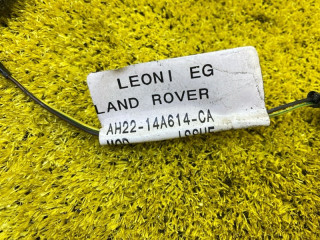 LEONI EG
LAND ROVER
AH22-14A614-CA